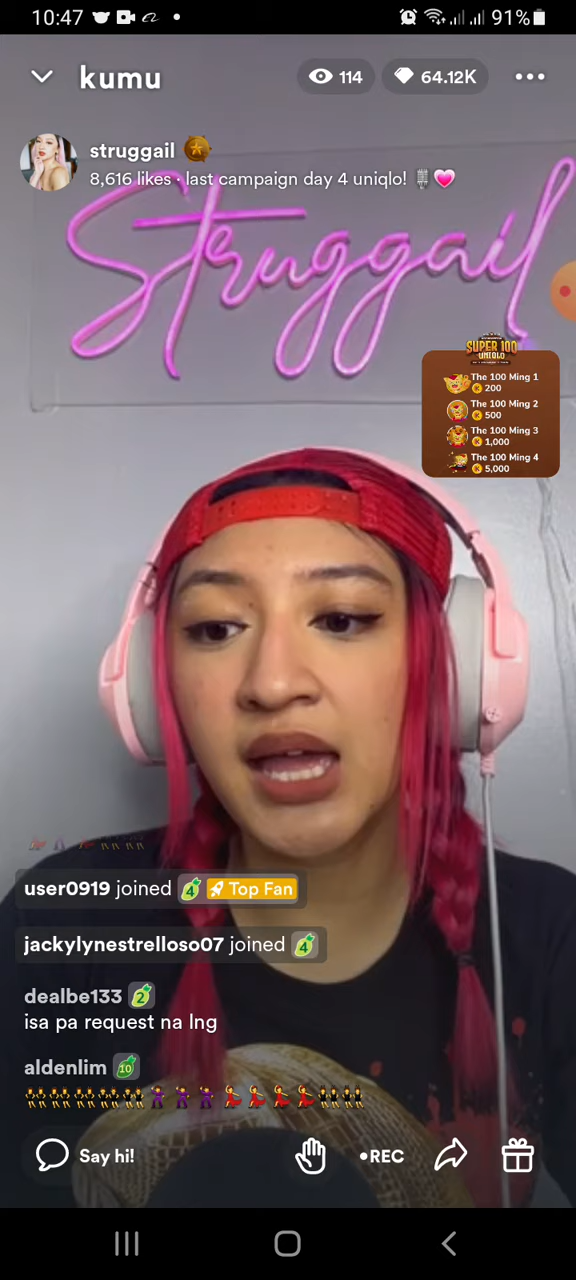 10:47
91%
kumu
114
64.12K
struggail
8,616 likes · last campaign day 4 uniqlo! 
Struggail
SUPER 100
UNIQLO
The 100 Ming 1
200
The 100 Ming 2
500
The 100 Ming 3
1,000
The 100 Ming 4
5,000
user0919 joined 4 Top Fan
jackylynestrelloso07 joined 4
dealbe133 2
isa pa request na lng
aldenlim 10
Say hi!
•REC